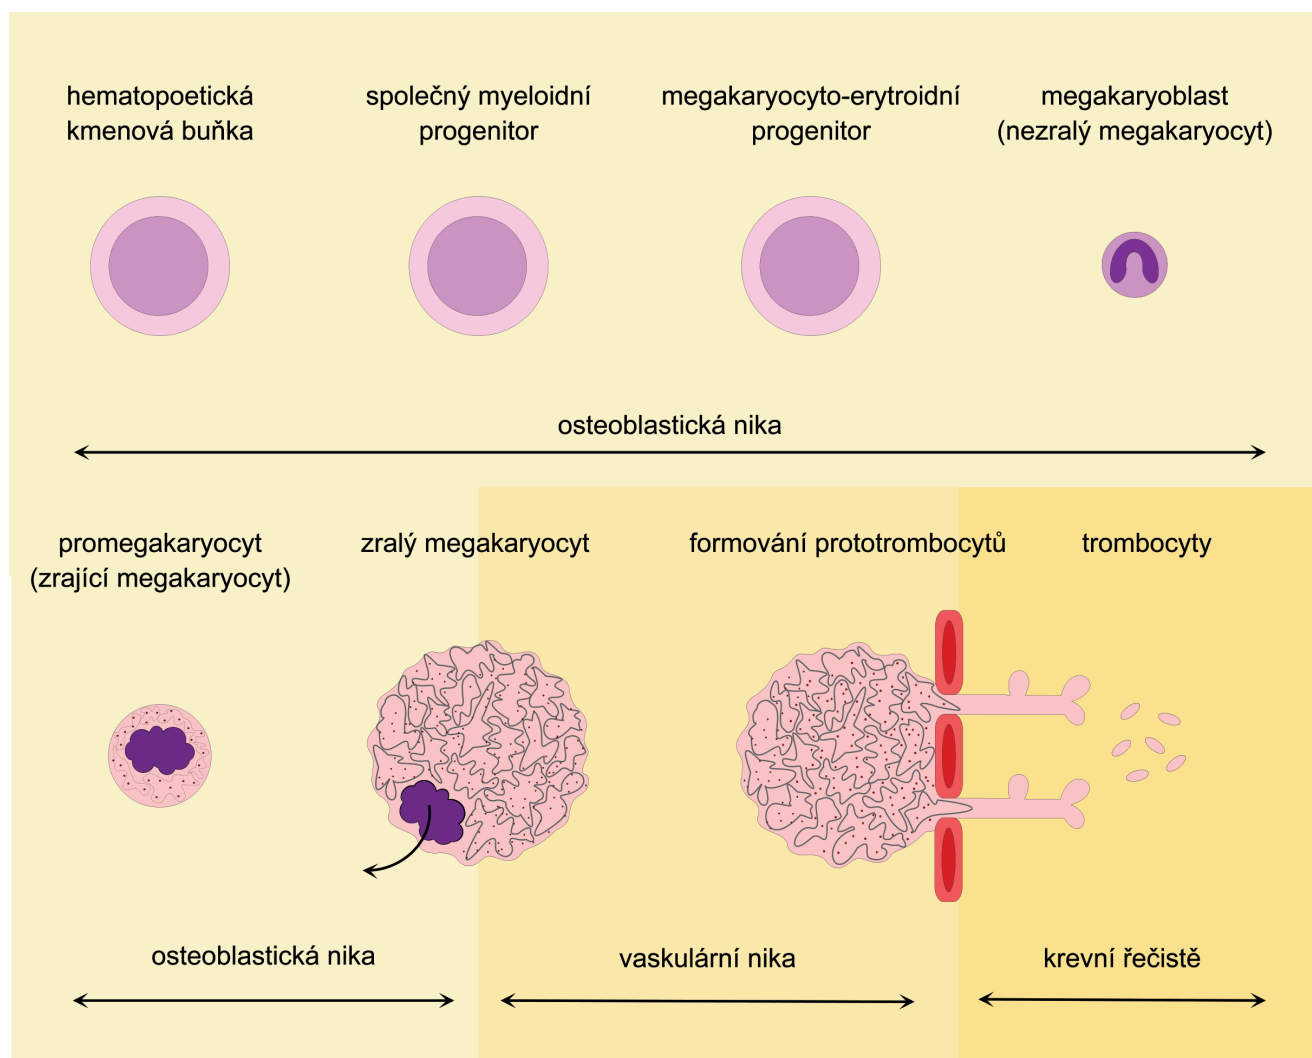 hematopoetická
kmenová buňka
společný myeloidní
progenitor
megakaryocyto-erytroidní
progenitor
megakaryoblast
(nezralý megakaryocyt)
osteoblastická nika
promegakaryocyt
(zrající megakaryocyt)
zralý megakaryocyt
formování prototrombocytů
trombocyty
osteoblastická nika
vaskulární nika
krevní řečistě